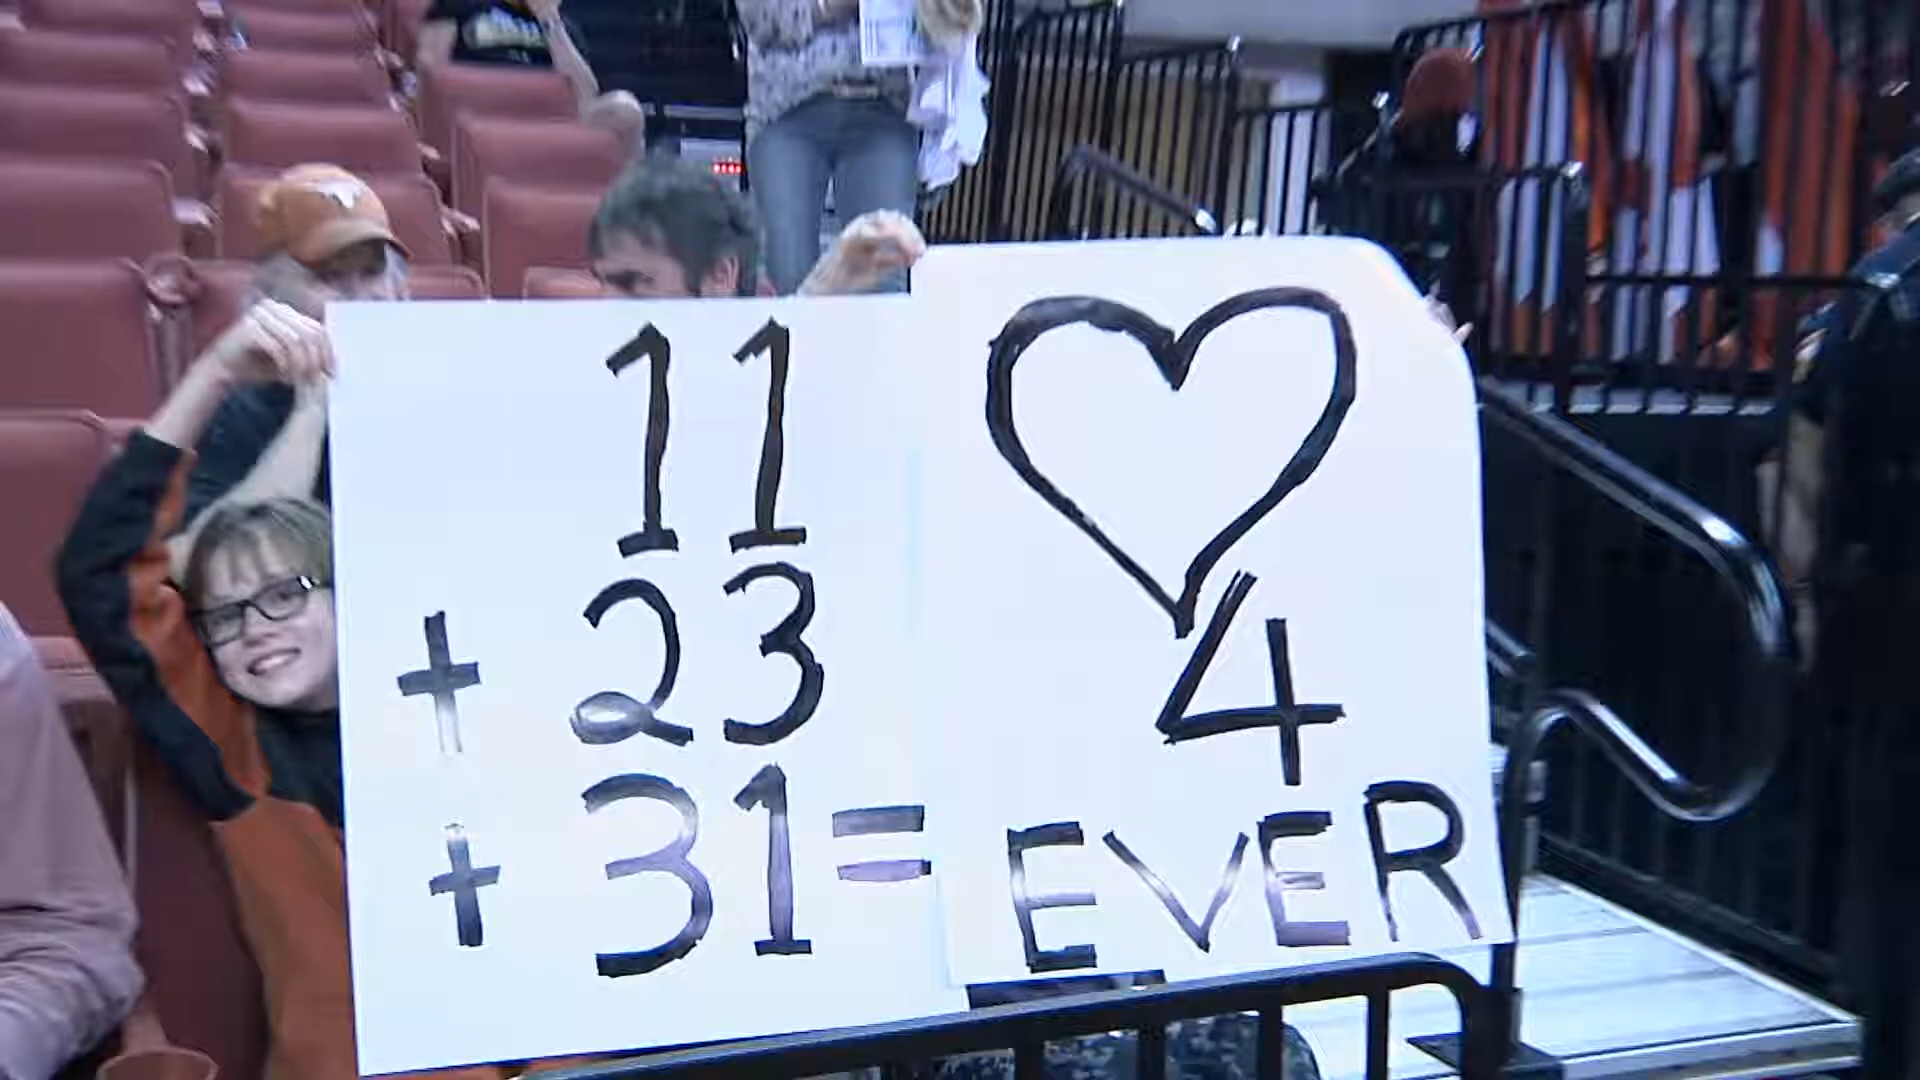 11
+ 23
+ 31 =
4
EVER